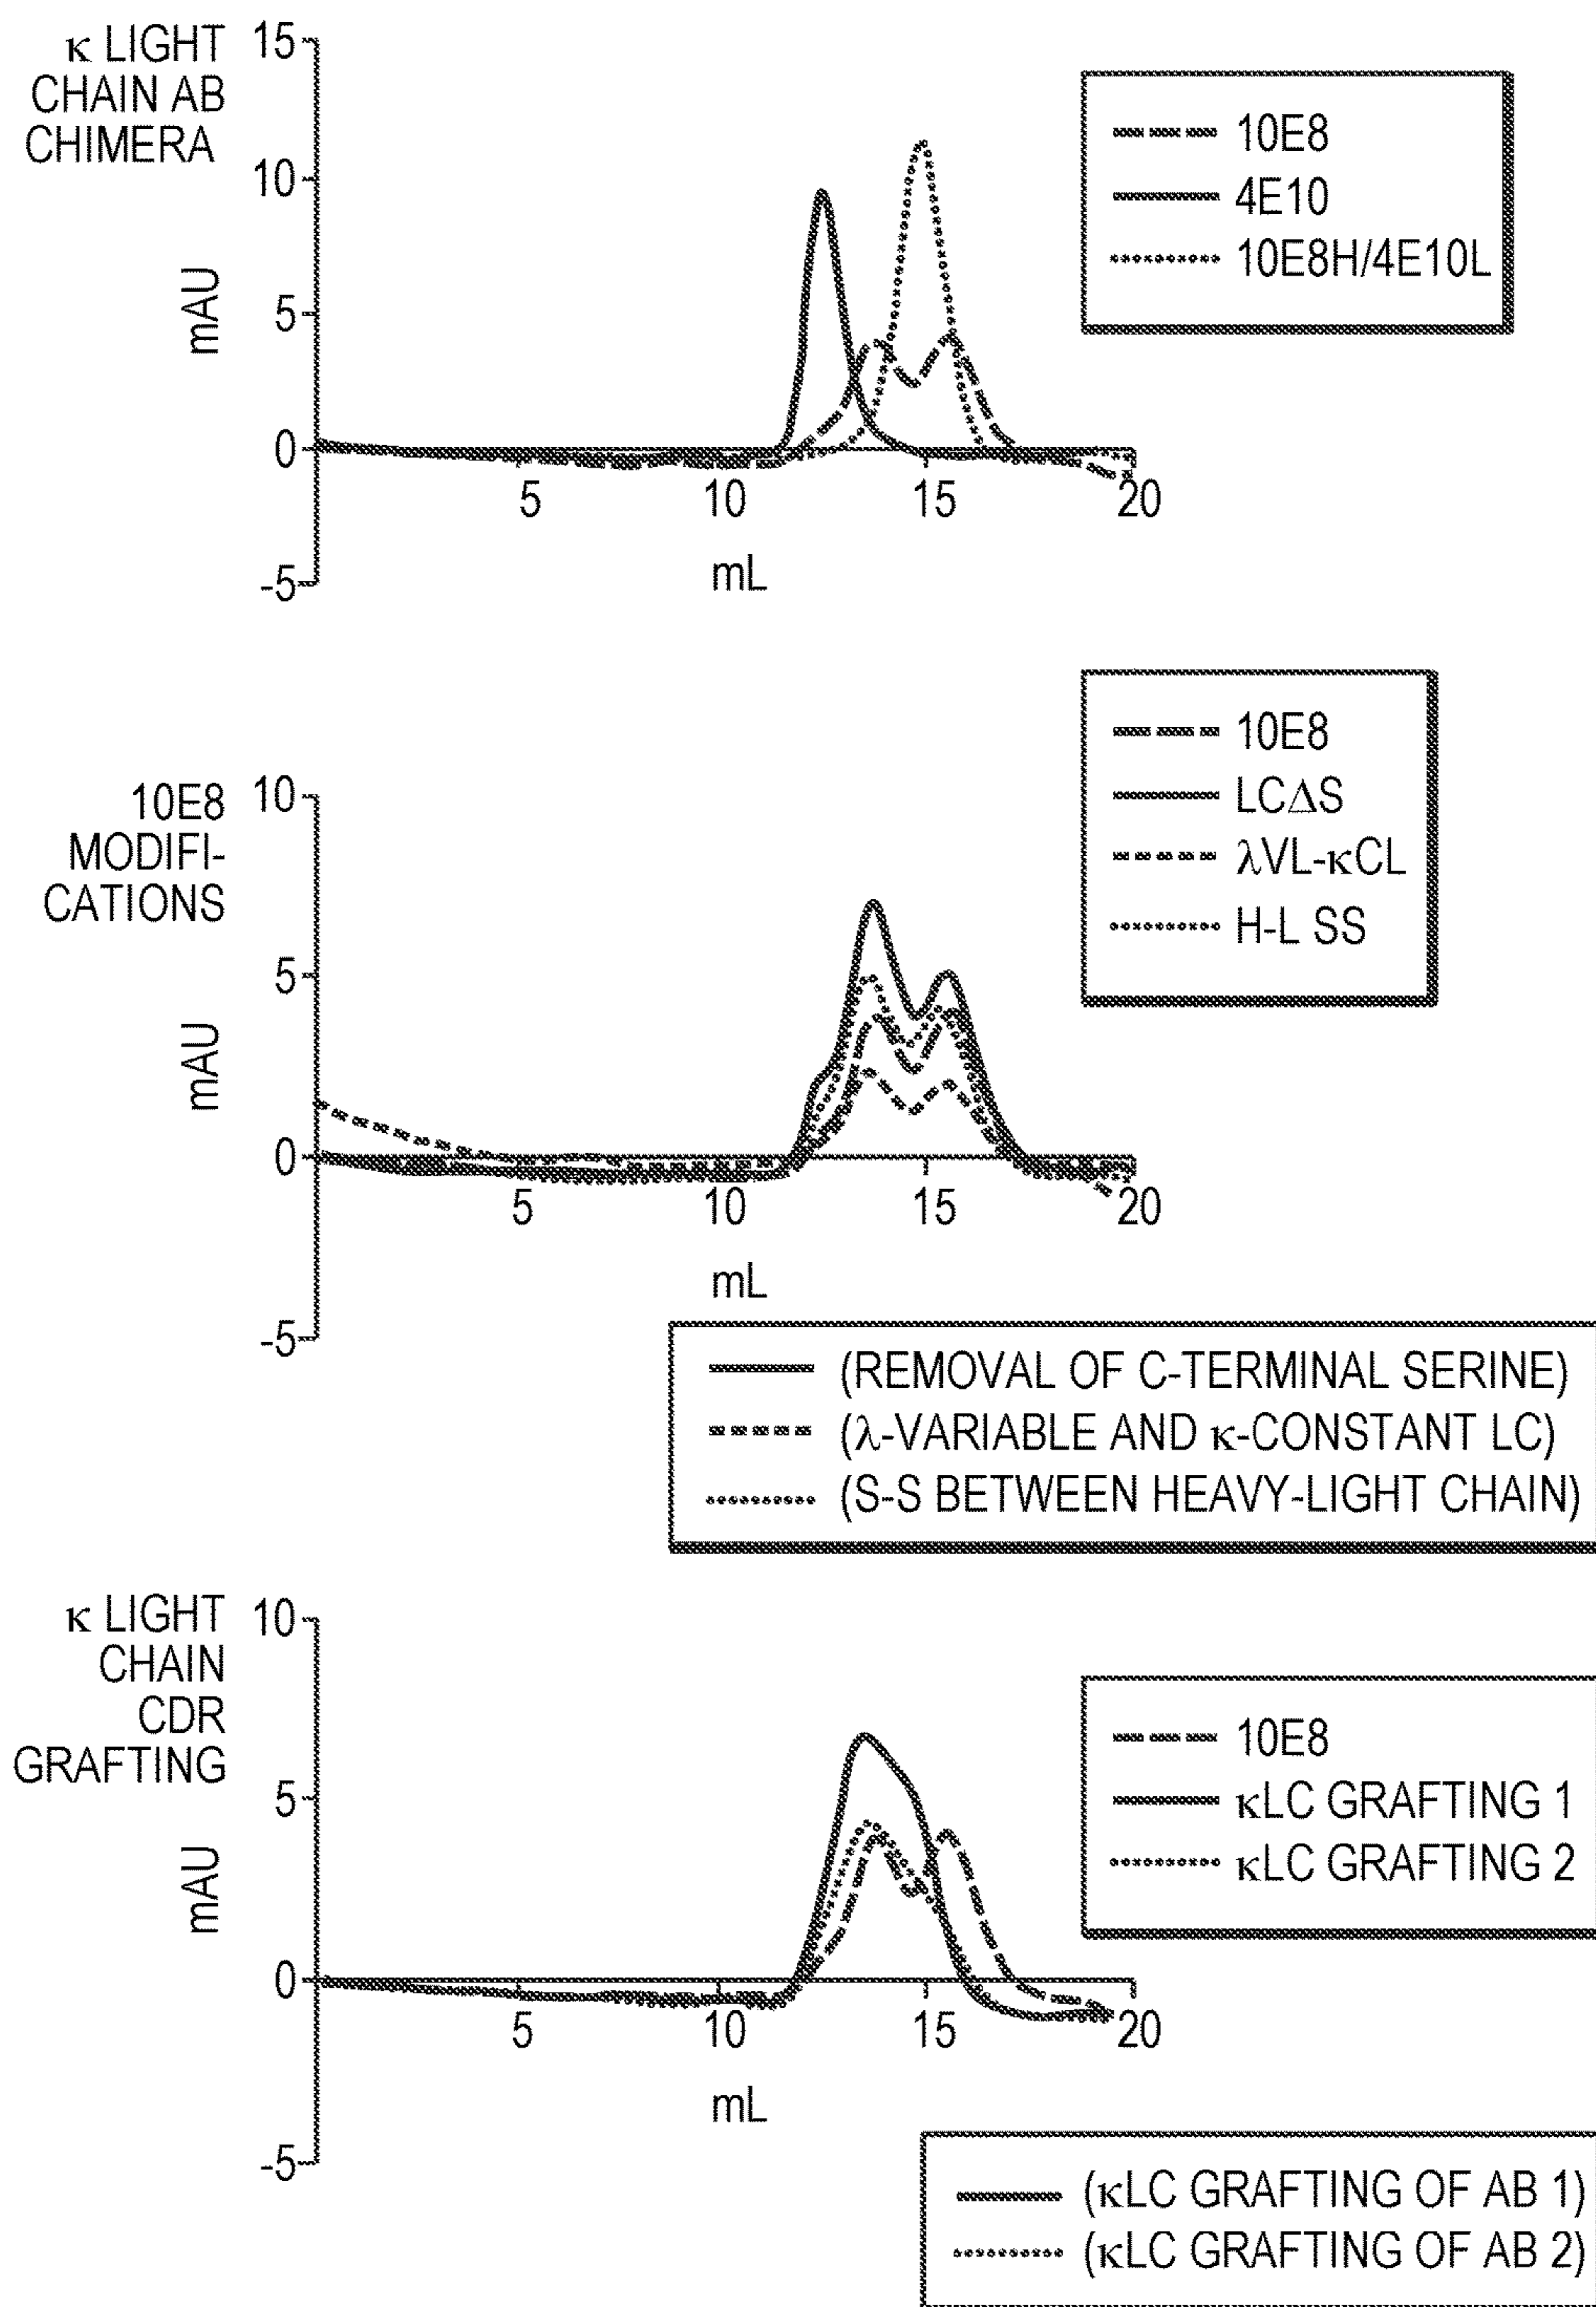 κ LIGHT
CHAIN AB
CHIMERA
15
10
5
0
-5
mAU
5
10
15
20
mL
10E8
4E10
10E8H/4E10L
10E8
MODIFI-
CATIONS
10
5
0
-5
mAU
5
10
15
20
mL
10E8
LCΔS
λVL-κCL
H-L SS
(REMOVAL OF C-TERMINAL SERINE)
(λ-VARIABLE AND κ-CONSTANT LC)
(S-S BETWEEN HEAVY-LIGHT CHAIN)
κ LIGHT
CHAIN
CDR
GRAFTING
10
5
0
-5
mAU
5
10
15
20
mL
10E8
κLC GRAFTING 1
κLC GRAFTING 2
(κLC GRAFTING OF AB 1)
(κLC GRAFTING OF AB 2)